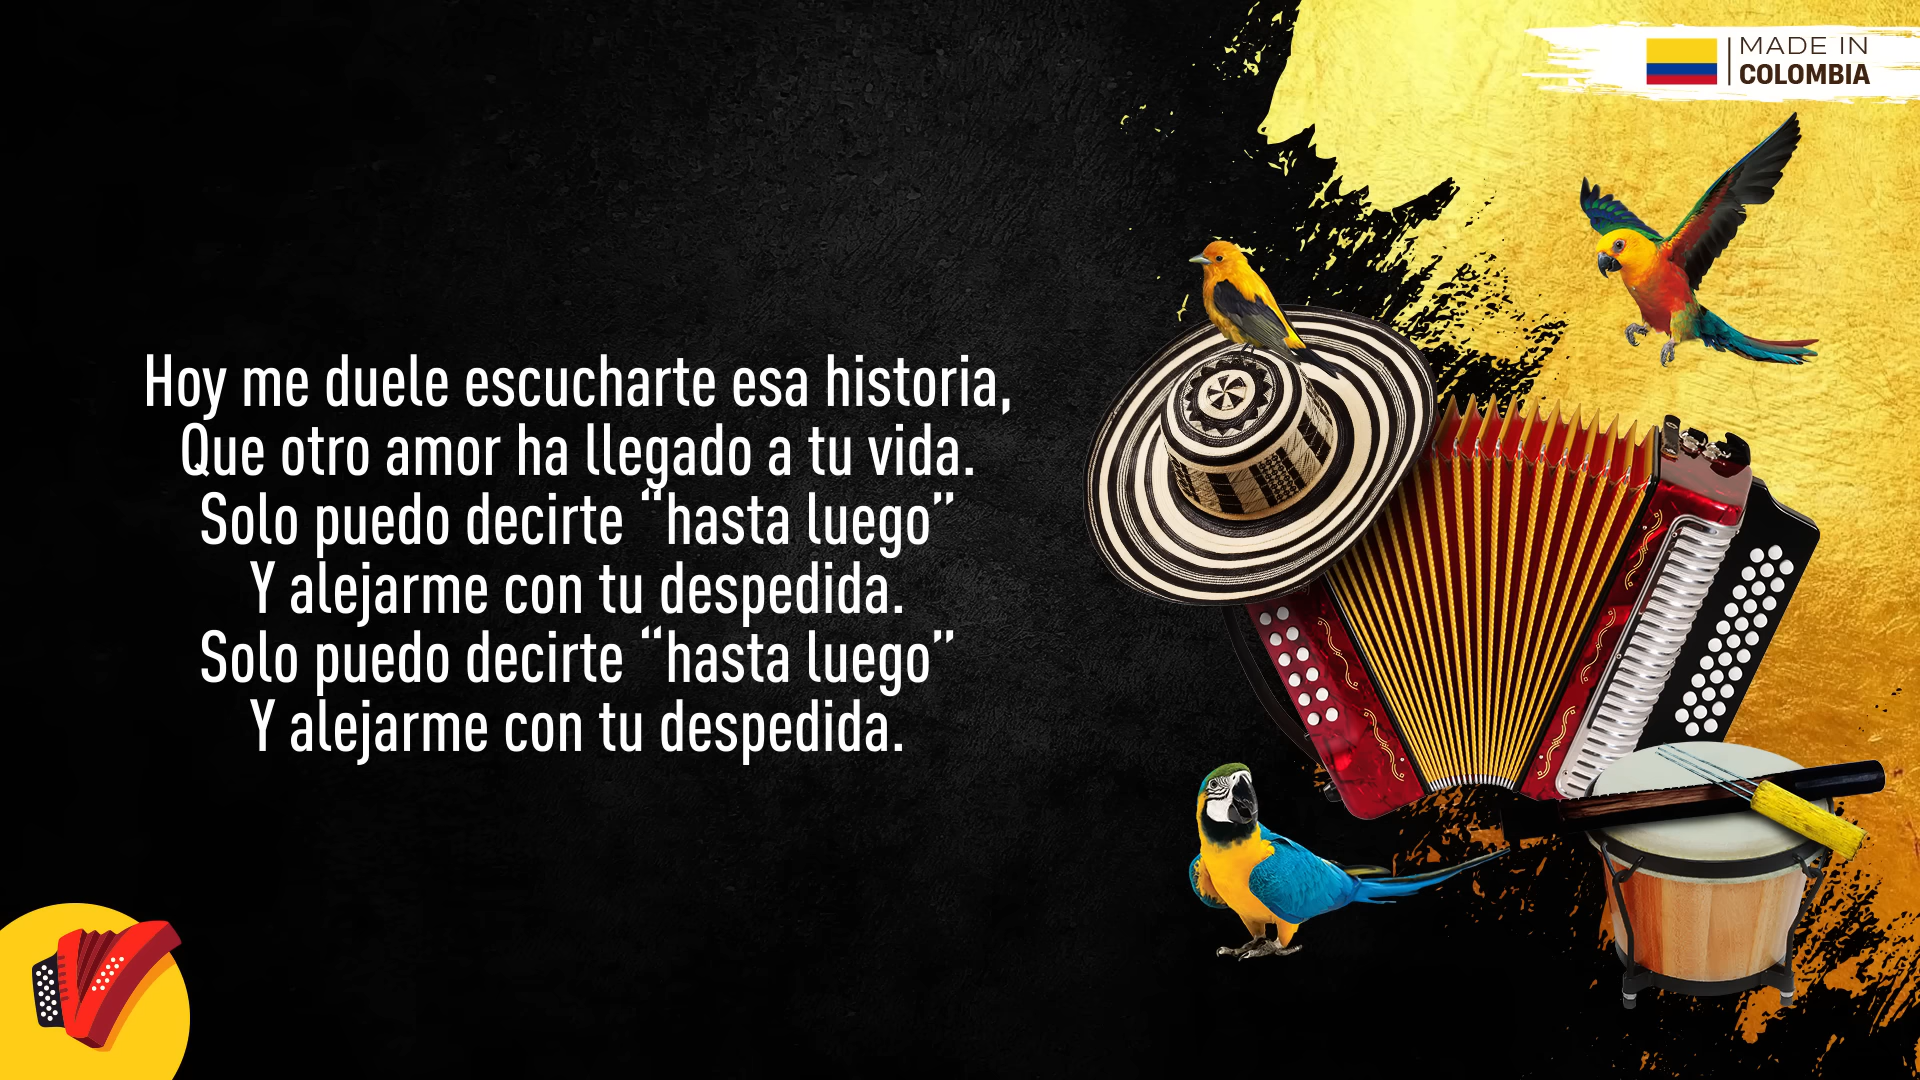 MADE IN
COLOMBIA
Hoy me duele escucharte esa historia,
Que otro amor ha llegado a tu vida.
Solo puedo decirte “hasta luego”
Y alejarme con tu despedida.
Solo puedo decirte “hasta luego”
Y alejarme con tu despedida.